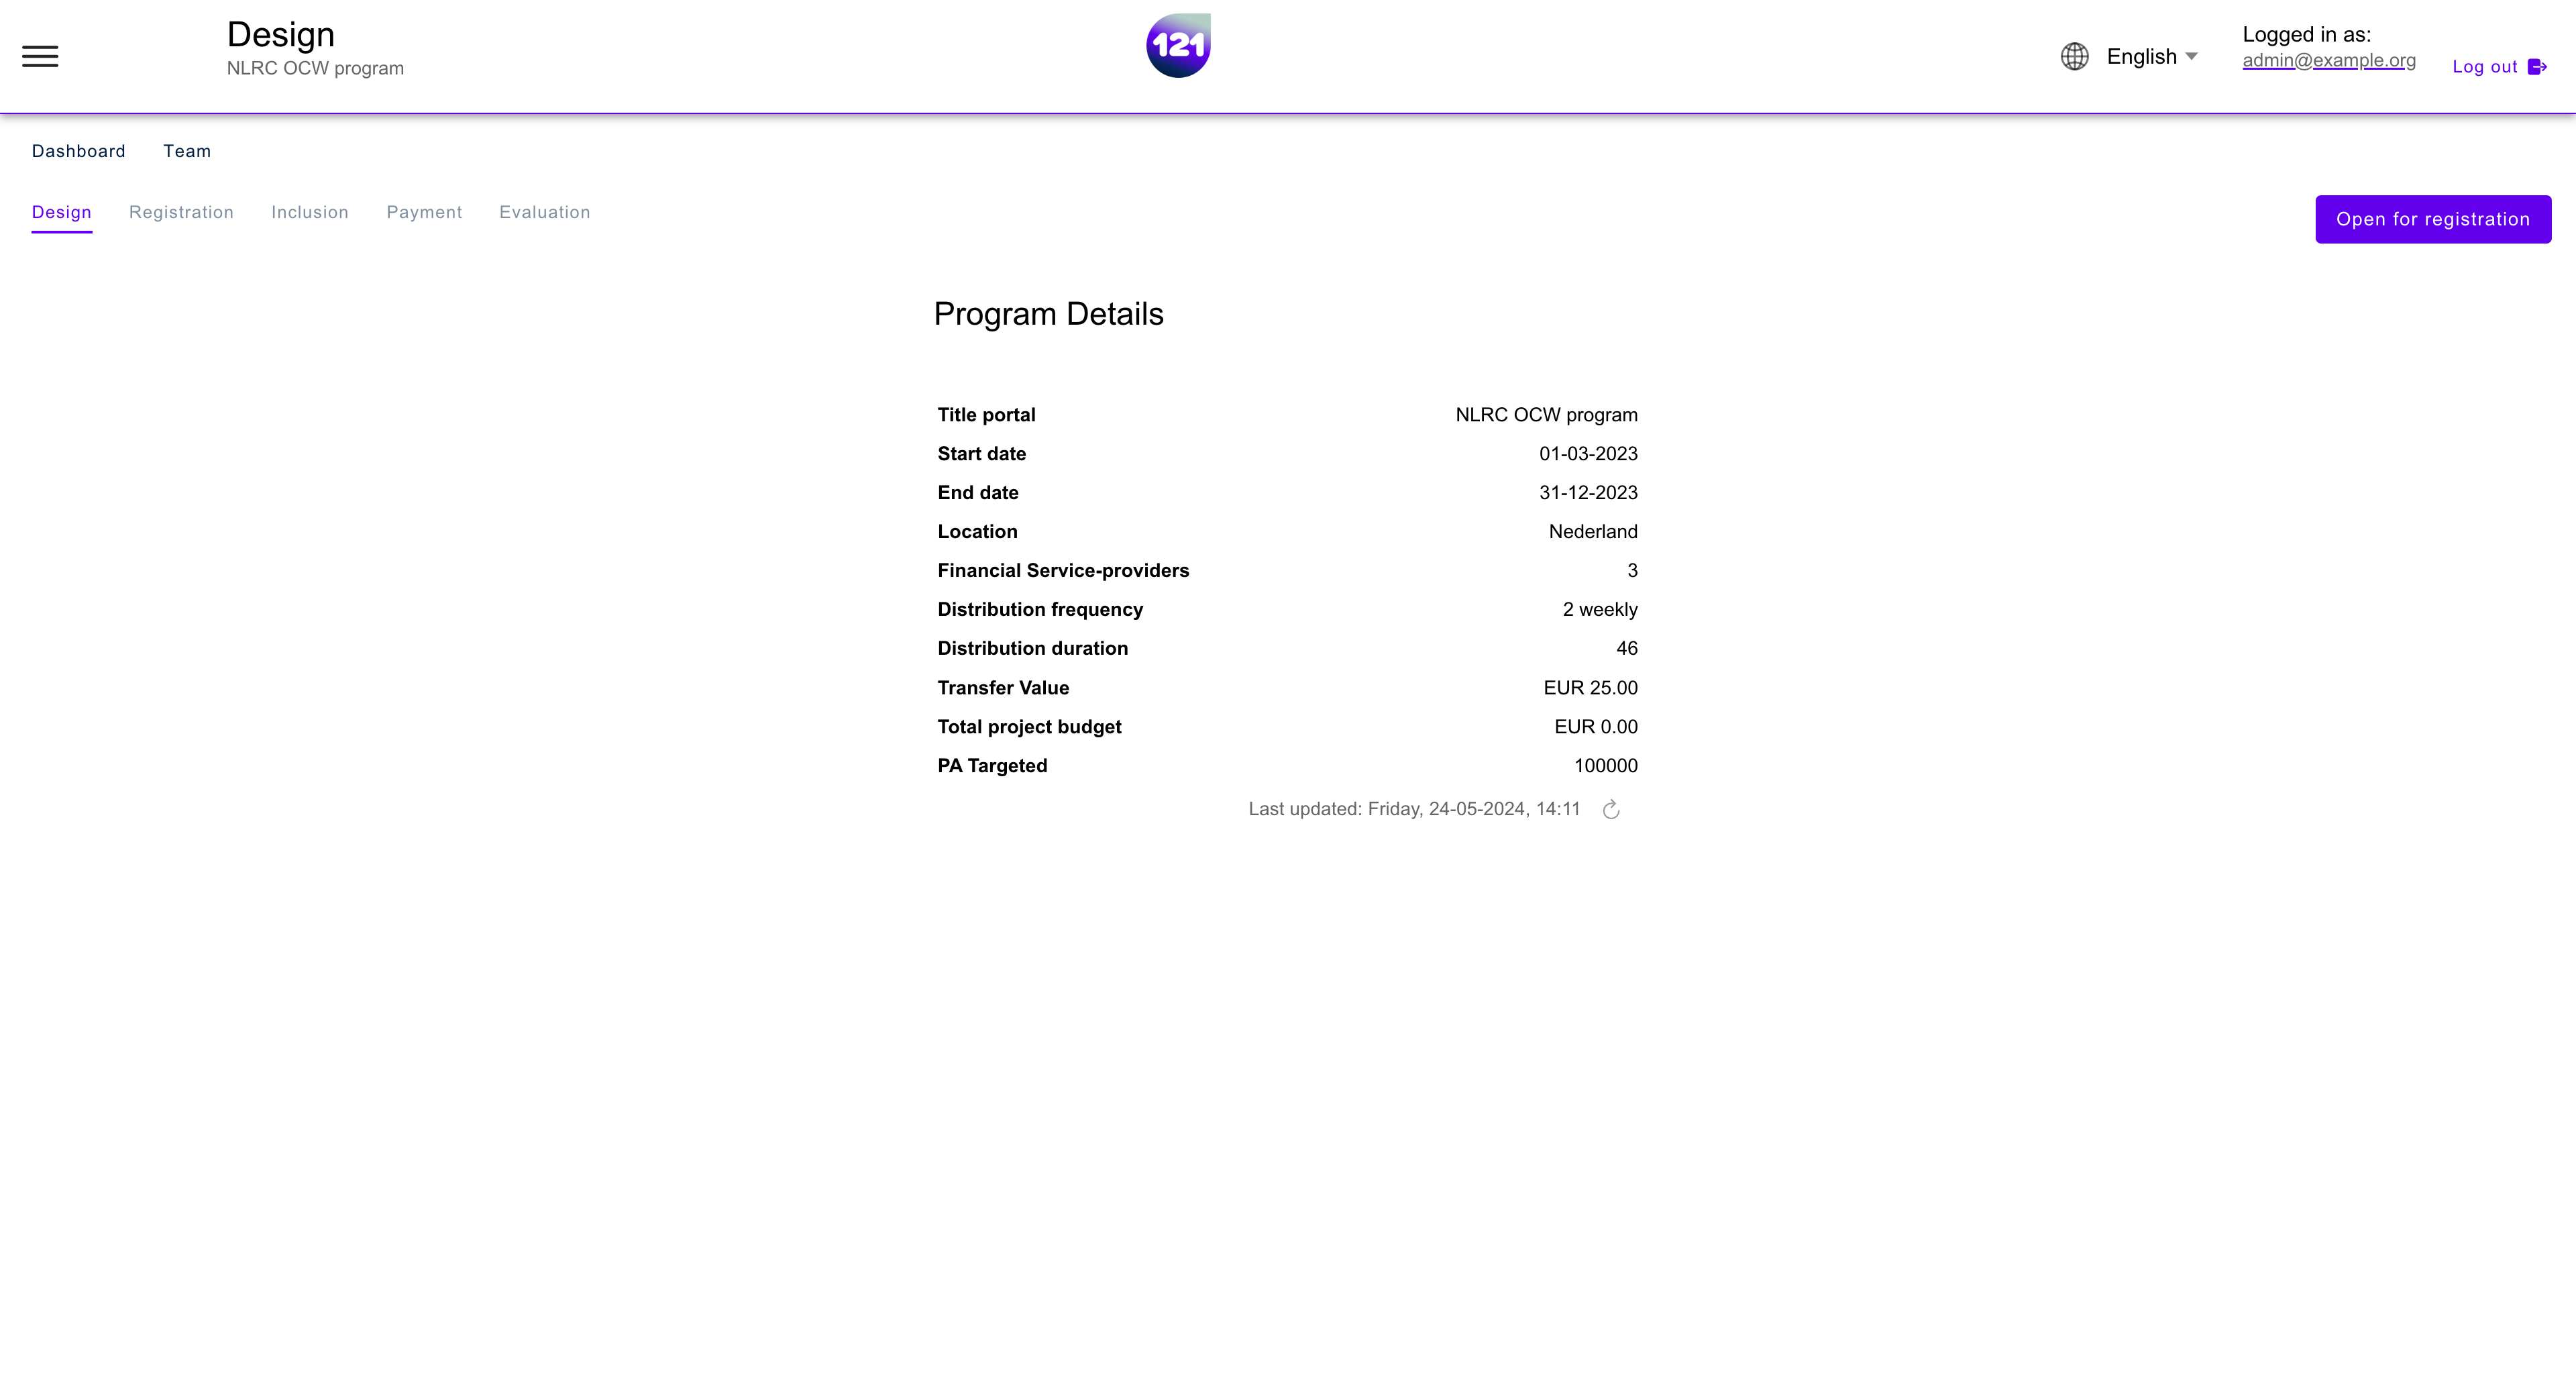 Design
NLRC OCW program
121
English
Logged in as:
admin@example.org
Log out
Dashboard Team
Design Registration Inclusion Payment Evaluation
Open for registration
Program Details
Title portal NLRC OCW program
Start date 01-03-2023
End date 31-12-2023
Location Nederland
Financial Service-providers 3
Distribution frequency 2 weekly
Distribution duration 46
Transfer Value EUR 25.00
Total project budget EUR 0.00
PA Targeted 100000
Last updated: Friday, 24-05-2024, 14:11